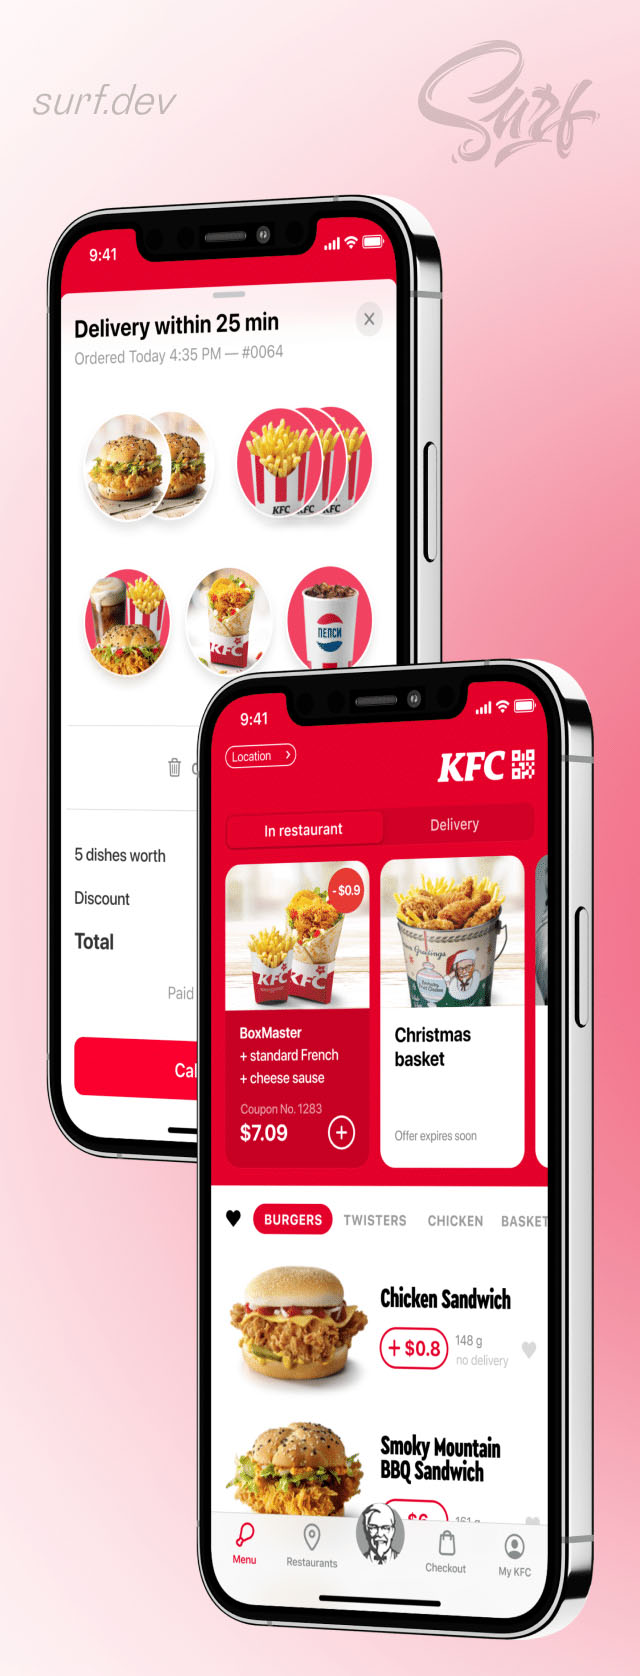 surf.dev
Surf
9:41
Delivery within 25 min
Ordered Today 4:35 PM — #0064
KFC
KFC
KFC
KFC
ПЕПСИ
5 dishes worth
Discount
Total
Paid
9:41
Location
KFC
In restaurant
Delivery
- $0.9
KFC
KFC
Greetings
BoxMaster
+ standard French
+ cheese sause
Coupon No. 1283
$7.09
Christmas
basket
Offer expires soon
BURGERS
TWISTERS
CHICKEN
BASKET
Chicken Sandwich
+ $0.8
148 g
no delivery
Smoky Mountain
BBQ Sandwich
Menu
Restaurants
Checkout
My KFC